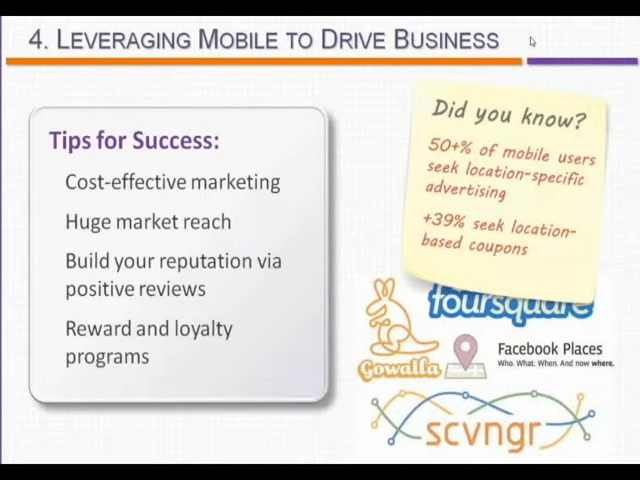 4. Leveraging Mobile to Drive Business
Tips for Success:
Cost-effective marketing
Huge market reach
Build your reputation via
positive reviews
Reward and loyalty
programs
Did you know?
50+% of mobile users
seek location-specific
advertising
+39% seek location-
based coupons
foursquare
Gowalla
Facebook Places
Who. What. When. And now where.
scvngr